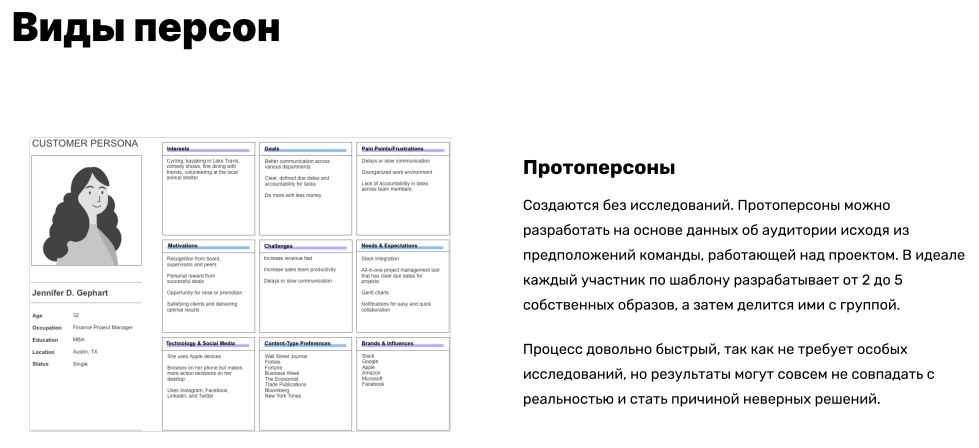 Виды персон
CUSTOMER PERSONA
Jennifer D. Gephart
Age 32
Occupation Finance Project Manager
Education MBA
Location Austin, TX
Status Single
Interests
Cycling, kayaking in Lake Travis,
comedy shows, fine dining with
friends, volunteering at the local
animal shelter.
Goals
Better communication across
various departments
Clear, defined due dates and
accountability for tasks
Do more with less money
Pain Points/Frustrations
Delays or slow communication
Disorganized work environment
Lack of accountability in tasks
across team members
Motivations
Recognition from board,
supervisors and peers
Personal reward from
successful deals
Opportunity for raise or promotion
Satisfying clients and delivering
optimal results
Challenges
Increase revenue fast
Increase sales team productivity
Delays or slow communication
Needs & Expectations
Slack Integration
All-in-one project management tool
that has clear due dates for
projects
Gantt charts
Notifications for easy and quick
collaboration
Technology & Social Media
She uses Apple devices
Browses on her phone but makes
more action decisions on her
desktop
Uses Instagram, Facebook,
LinkedIn, and Twitter
Content-Type Preferences
Wall Street Journal
Forbes
Fortune
Business Week
The Economist
Trade Publications
Bloomberg
New York Times
Brands & Influences
Slack
Google
Apple
Amazon
Microsoft
Facebook
Протоперсоны
Создаются без исследований. Протоперсоны можно
разработать на основе данных об аудитории исходя из
предположений команды, работающей над проектом. В идеале
каждый участник по шаблону разрабатывает от 2 до 5
собственных образов, а затем делится ими с группой.
Процесс довольно быстрый, так как не требует особых
исследований, но результаты могут совсем не совпадать с
реальностью и стать причиной неверных решений.